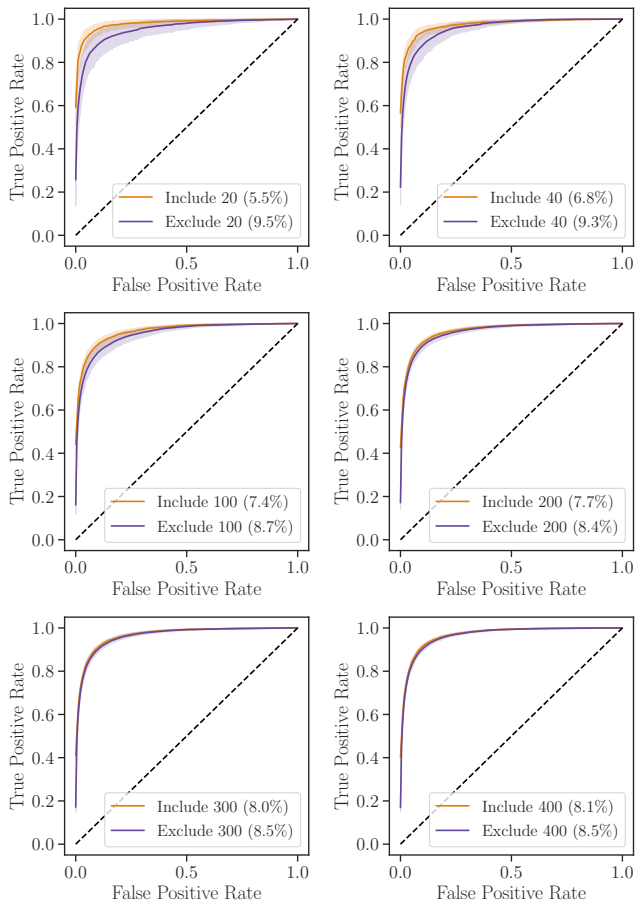 True Positive Rate
1.0
0.8
0.6
0.4
0.2
0.0
Include 20 (5.5%)
Exclude 20 (9.5%)
0.0 0.5 1.0
False Positive Rate
True Positive Rate
1.0
0.8
0.6
0.4
0.2
0.0
Include 40 (6.8%)
Exclude 40 (9.3%)
0.0 0.5 1.0
False Positive Rate
True Positive Rate
1.0
0.8
0.6
0.4
0.2
0.0
Include 100 (7.4%)
Exclude 100 (8.7%)
0.0 0.5 1.0
False Positive Rate
True Positive Rate
1.0
0.8
0.6
0.4
0.2
0.0
Include 200 (7.7%)
Exclude 200 (8.4%)
0.0 0.5 1.0
False Positive Rate
True Positive Rate
1.0
0.8
0.6
0.4
0.2
0.0
Include 300 (8.0%)
Exclude 300 (8.5%)
0.0 0.5 1.0
False Positive Rate
True Positive Rate
1.0
0.8
0.6
0.4
0.2
0.0
Include 400 (8.1%)
Exclude 400 (8.5%)
0.0 0.5 1.0
False Positive Rate